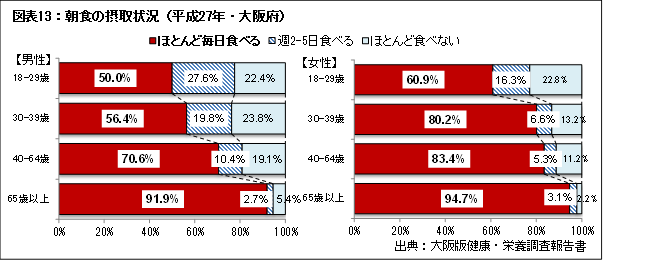 図表13：朝食の摂取状況（平成27年・大阪府）
■ほとんど毎日食べる 週2-5日食べる ほとんど食べない
【男性】
18-29歳 50.0% 27.6% 22.4%
30-39歳 56.4% 19.8% 23.8%
40-64歳 70.6% 10.4% 19.1%
65歳以上 91.9% 2.7% 5.4%
0% 20% 40% 60% 80% 100%
【女性】
18-29歳 60.9% 16.3% 22.8%
30-39歳 80.2% 6.6% 13.2%
40-64歳 83.4% 5.3% 11.2%
65歳以上 94.7% 3.1% 2.2%
0% 20% 40% 60% 80% 100%
出典：大阪版健康・栄養調査報告書